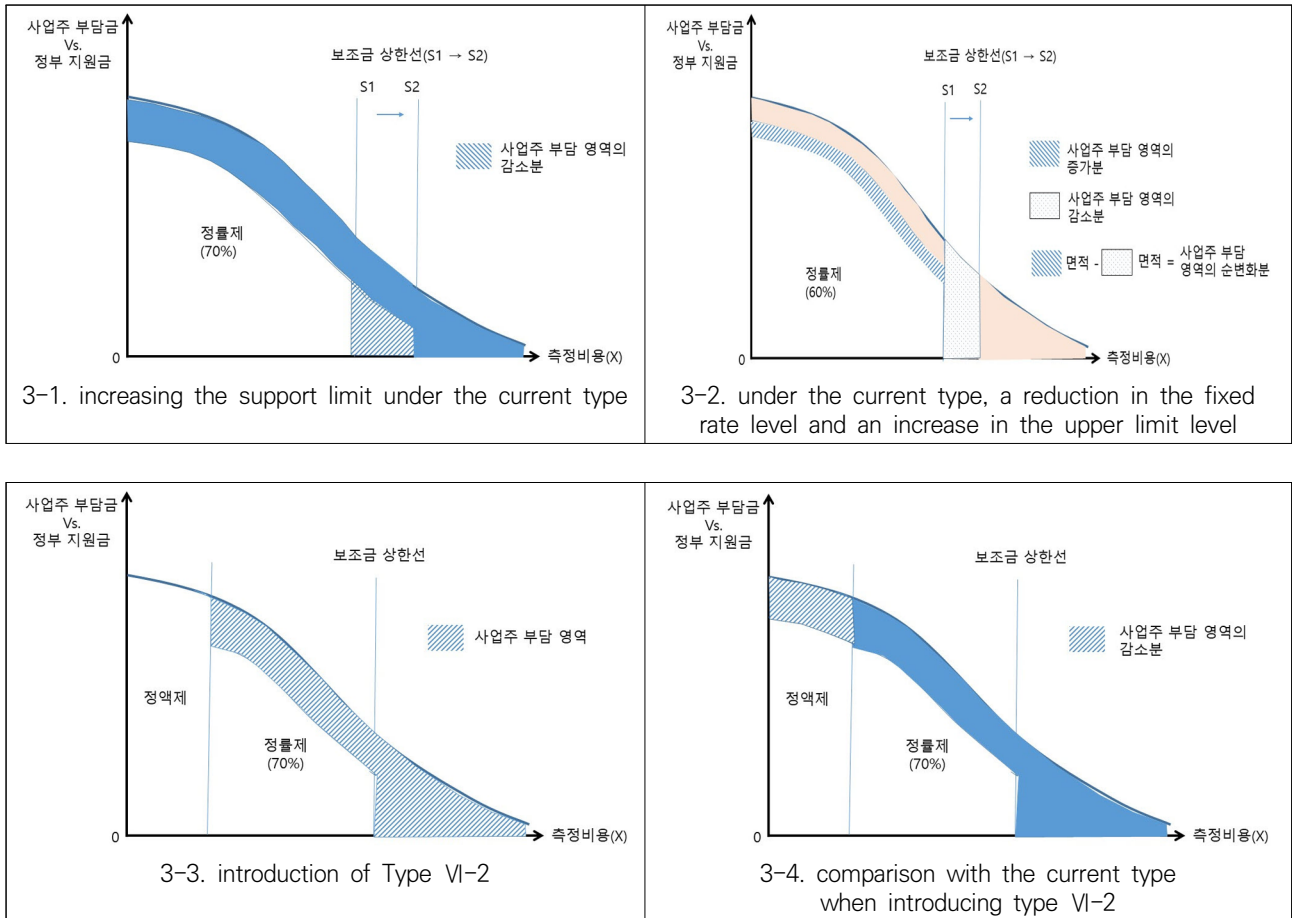 사업주 부담금
Vs.
정부 지원금
보조금 상한선(S1 → S2)
S1 S2
사업주 부담 영역의
감소분
정률제
(70%)
0
측정비용(X)
3-1. increasing the support limit under the current type
사업주 부담금
Vs.
정부 지원금
보조금 상한선(S1 → S2)
S1 S2
사업주 부담 영역의
증가분
사업주 부담 영역의
감소분
면적 - 면적 = 사업주 부담
영역의 순변화분
정률제
(60%)
0
측정비용(X)
3-2. under the current type, a reduction in the fixed
rate level and an increase in the upper limit level
사업주 부담금
Vs.
정부 지원금
보조금 상한선
사업주 부담 영역
정액제
정률제
(70%)
0
측정비용(X)
3-3. introduction of Type Ⅵ-2
사업주 부담금
Vs.
정부 지원금
보조금 상한선
사업주 부담 영역의
감소분
정액제
정률제
(70%)
0
측정비용(X)
3-4. comparison with the current type
when introducing type Ⅵ-2